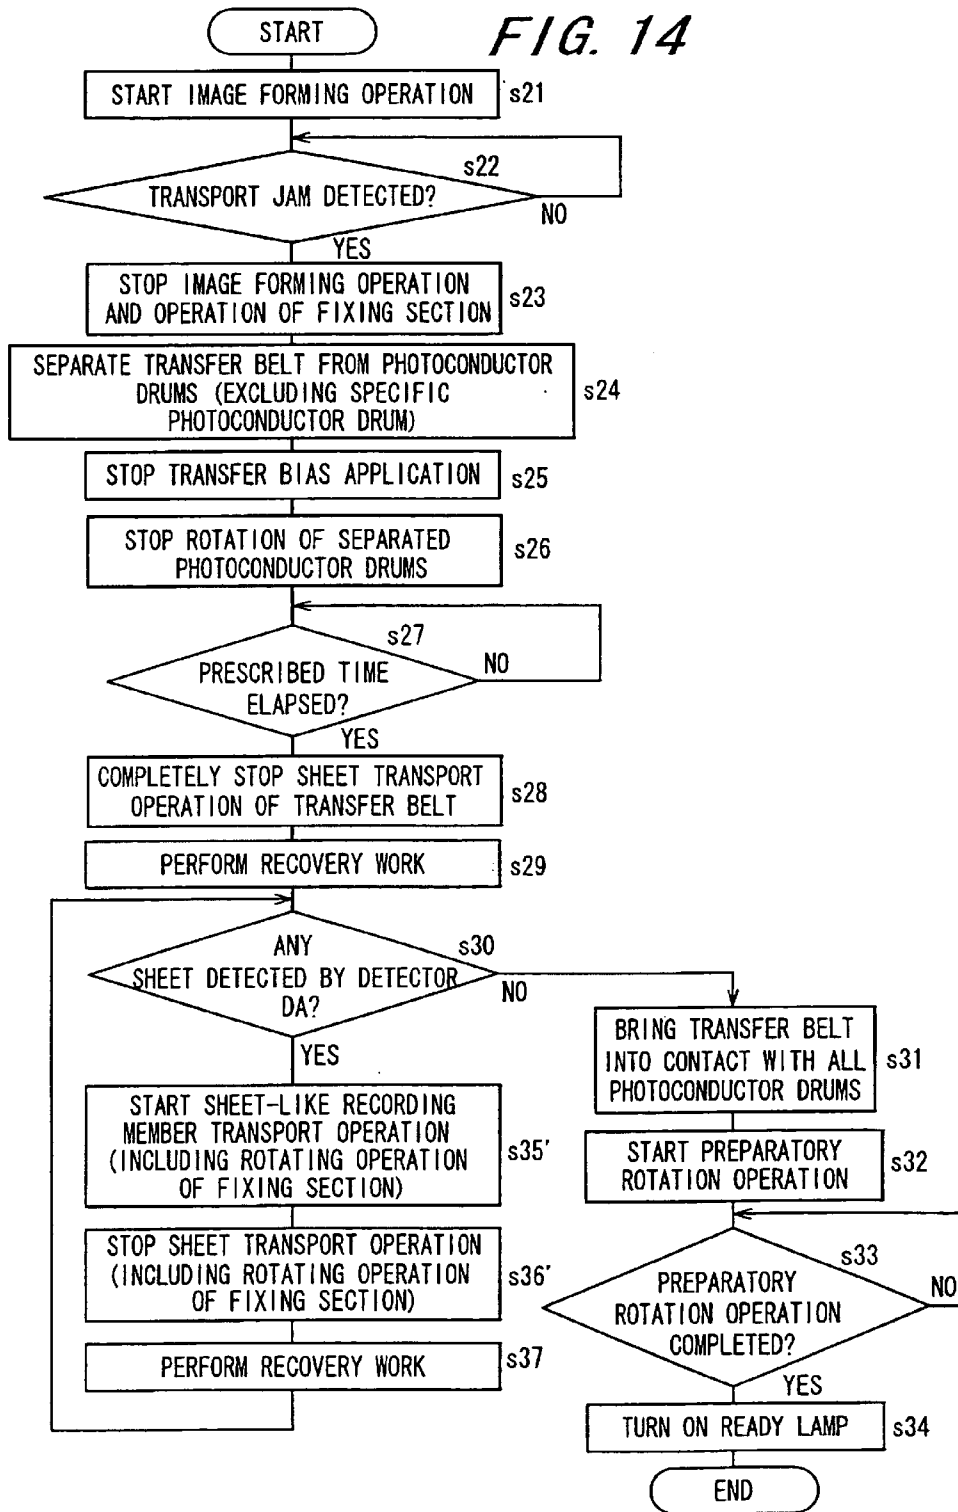 FIG. 14
START
START IMAGE FORMING OPERATION
s21
s22
TRANSPORT JAM DETECTED?
NO
YES
STOP IMAGE FORMING OPERATION
AND OPERATION OF FIXING SECTION
s23
SEPARATE TRANSFER BELT FROM PHOTOCONDUCTOR
DRUMS (EXCLUDING SPECIFIC
PHOTOCONDUCTOR DRUM)
s24
STOP TRANSFER BIAS APPLICATION
s25
STOP ROTATION OF SEPARATED
PHOTOCONDUCTOR DRUMS
s26
s27
PRESCRIBED TIME
ELAPSED?
NO
YES
COMPLETELY STOP SHEET TRANSPORT
OPERATION OF TRANSFER BELT
s28
PERFORM RECOVERY WORK
s29
s30
ANY
SHEET DETECTED BY DETECTOR
DA?
NO
YES
START SHEET-LIKE RECORDING
MEMBER TRANSPORT OPERATION
(INCLUDING ROTATING OPERATION
OF FIXING SECTION)
s35'
STOP SHEET TRANSPORT OPERATION
(INCLUDING ROTATING OPERATION
OF FIXING SECTION)
s36'
PERFORM RECOVERY WORK
s37
BRING TRANSFER BELT
INTO CONTACT WITH ALL
PHOTOCONDUCTOR DRUMS
s31
START PREPARATORY
ROTATION OPERATION
s32
s33
PREPARATORY
ROTATION OPERATION
COMPLETED?
NO
YES
TURN ON READY LAMP
s34
END